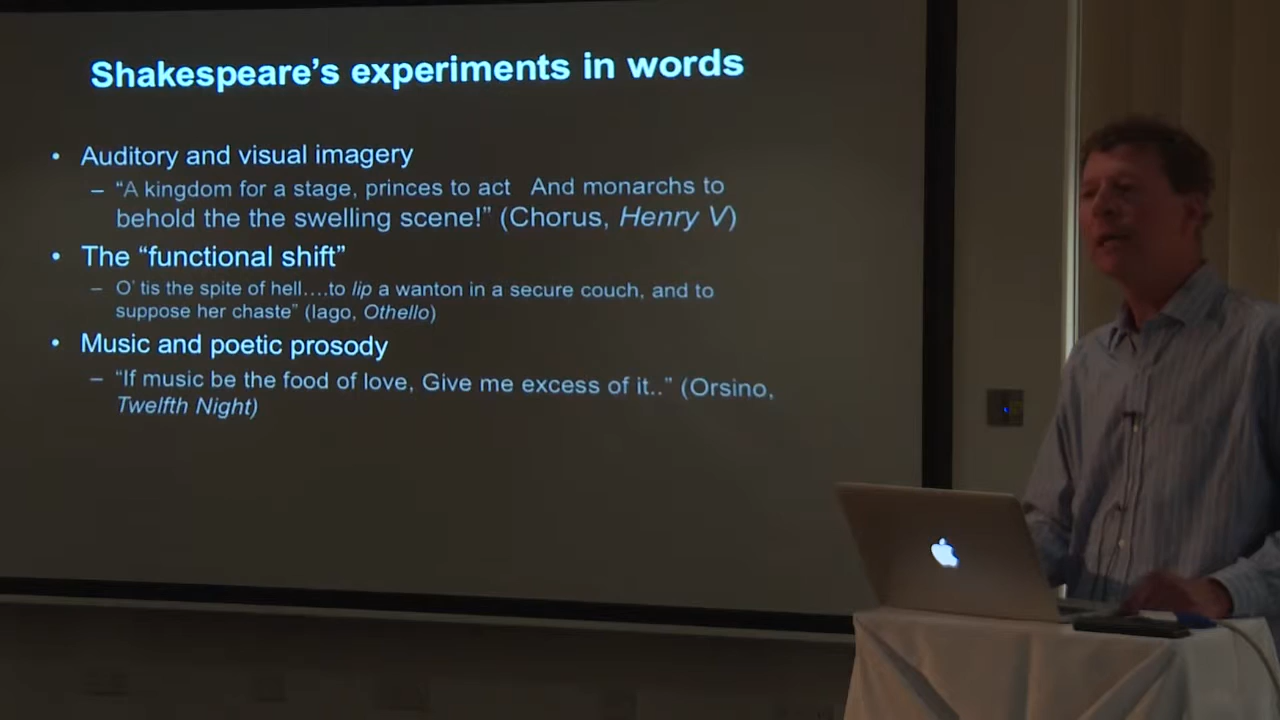 Shakespeare's experiments in words
• Auditory and visual imagery
– “A kingdom for a stage, princes to act And monarchs to
behold the the swelling scene!” (Chorus, Henry V)
• The “functional shift”
– O' tis the spite of hell….to lip a wanton in a secure couch, and to
suppose her chaste” (Iago, Othello)
• Music and poetic prosody
– “If music be the food of love, Give me excess of it..” (Orsino,
Twelfth Night)